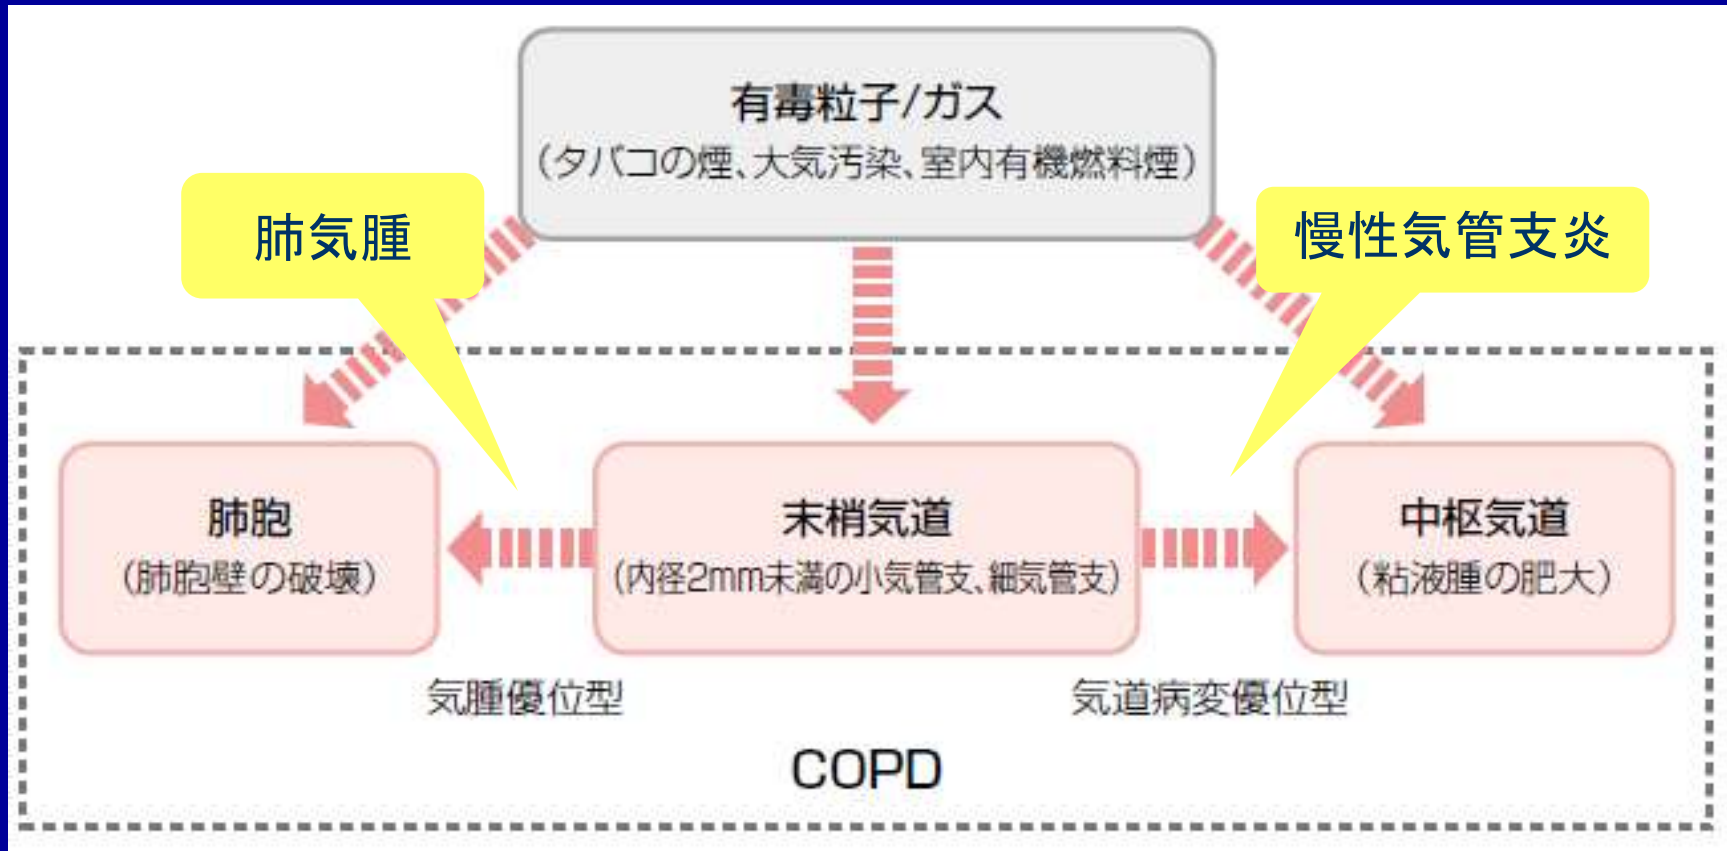 有毒粒子/ガス
(タバコの煙、大気汚染、室内有機燃料煙)
肺気腫
慢性気管支炎
肺胞
(肺胞壁の破壊)
末梢気道
(内径2mm未満の小気管支、細気管支)
中枢気道
(粘液腫の肥大)
気腫優位型
気道病変優位型
COPD